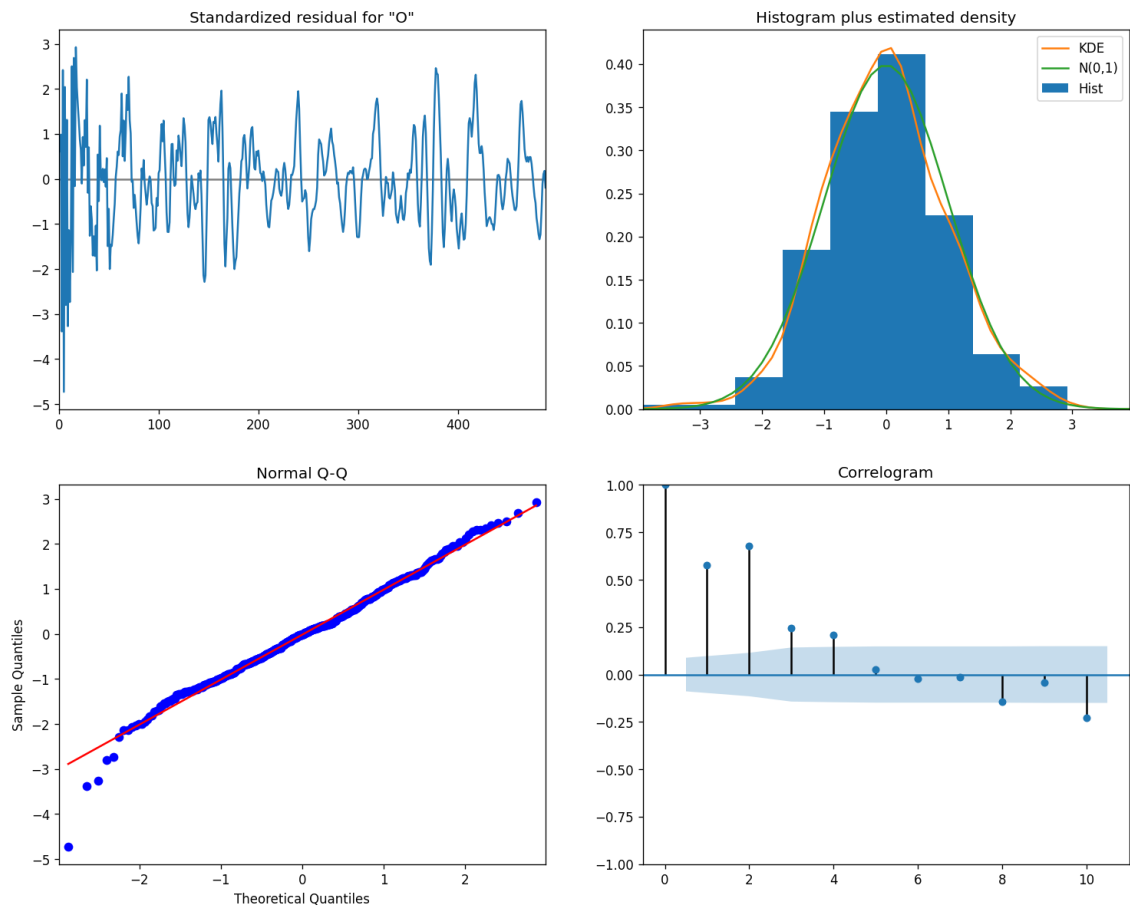 Standardized residual for "O"
3
2
1
0
−1
−2
−3
−4
−5
0 100 200 300 400
Histogram plus estimated density
KDE
N(0,1)
Hist
0.40
0.35
0.30
0.25
0.20
0.15
0.10
0.05
0.00
−3 −2 −1 0 1 2 3
Normal Q-Q
Sample Quantiles
3
2
1
0
−1
−2
−3
−4
−5
−2 −1 0 1 2
Theoretical Quantiles
Correlogram
1.00
0.75
0.50
0.25
0.00
−0.25
−0.50
−0.75
−1.00
0 2 4 6 8 10